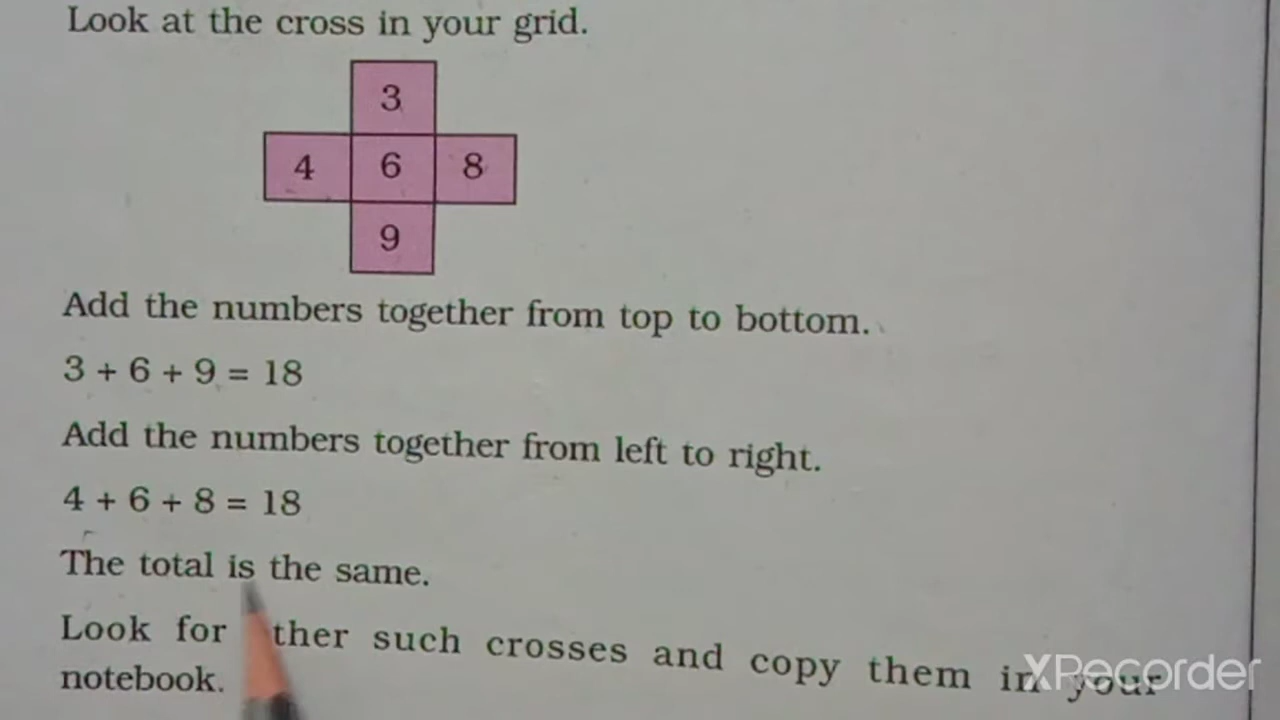 Look at the cross in your grid.
3
4 6 8
9
Add the numbers together from top to bottom.
3 + 6 + 9 = 18
Add the numbers together from left to right.
4 + 6 + 8 = 18
The total is the same.
Look for ther such crosses and copy them in your
notebook.
XRecorder